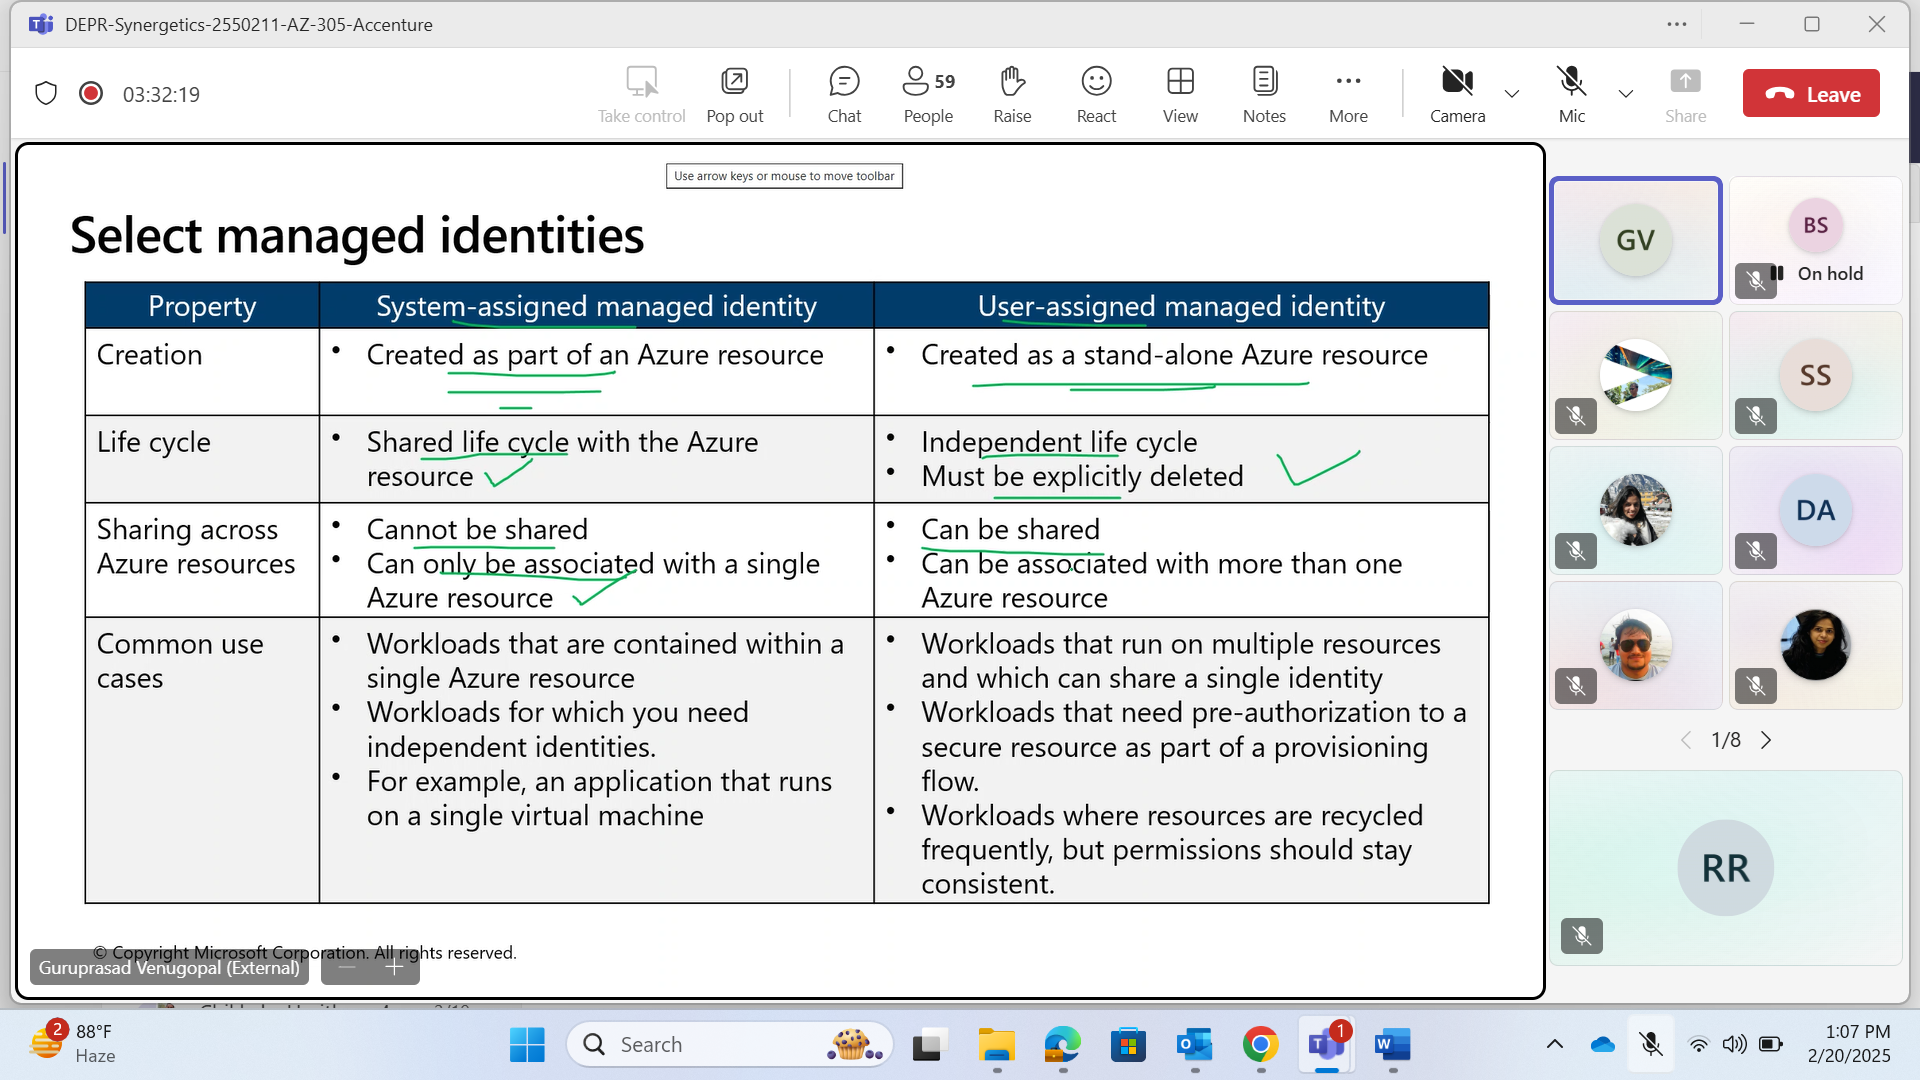 DEPR-Synergetics-2550211-AZ-305-Accenture
03:32:19
Take control
Pop out
Chat
59
People
Raise
React
View
Notes
More
Camera
Mic
Share
Leave
Use arrow keys or mouse to move toolbar
Select managed identities
Property
System-assigned managed identity
User-assigned managed identity
Creation
• Created as part of an Azure resource
• Created as a stand-alone Azure resource
Life cycle
• Shared life cycle with the Azure
resource
• Independent life cycle
• Must be explicitly deleted
Sharing across
Azure resources
• Cannot be shared
• Can only be associated with a single
Azure resource
• Can be shared
• Can be associated with more than one
Azure resource
Common use
cases
• Workloads that are contained within a
single Azure resource
• Workloads for which you need
independent identities.
• For example, an application that runs
on a single virtual machine
• Workloads that run on multiple resources
and which can share a single identity
• Workloads that need pre-authorization to a
secure resource as part of a provisioning
flow.
• Workloads where resources are recycled
frequently, but permissions should stay
consistent.
© Copyright Microsoft Corporation. All rights reserved.
Guruprasad Venugopal (External)
GV
BS
On hold
SS
DA
1/8
RR
2
88°F
Haze
Search
1
1:07 PM
2/20/2025